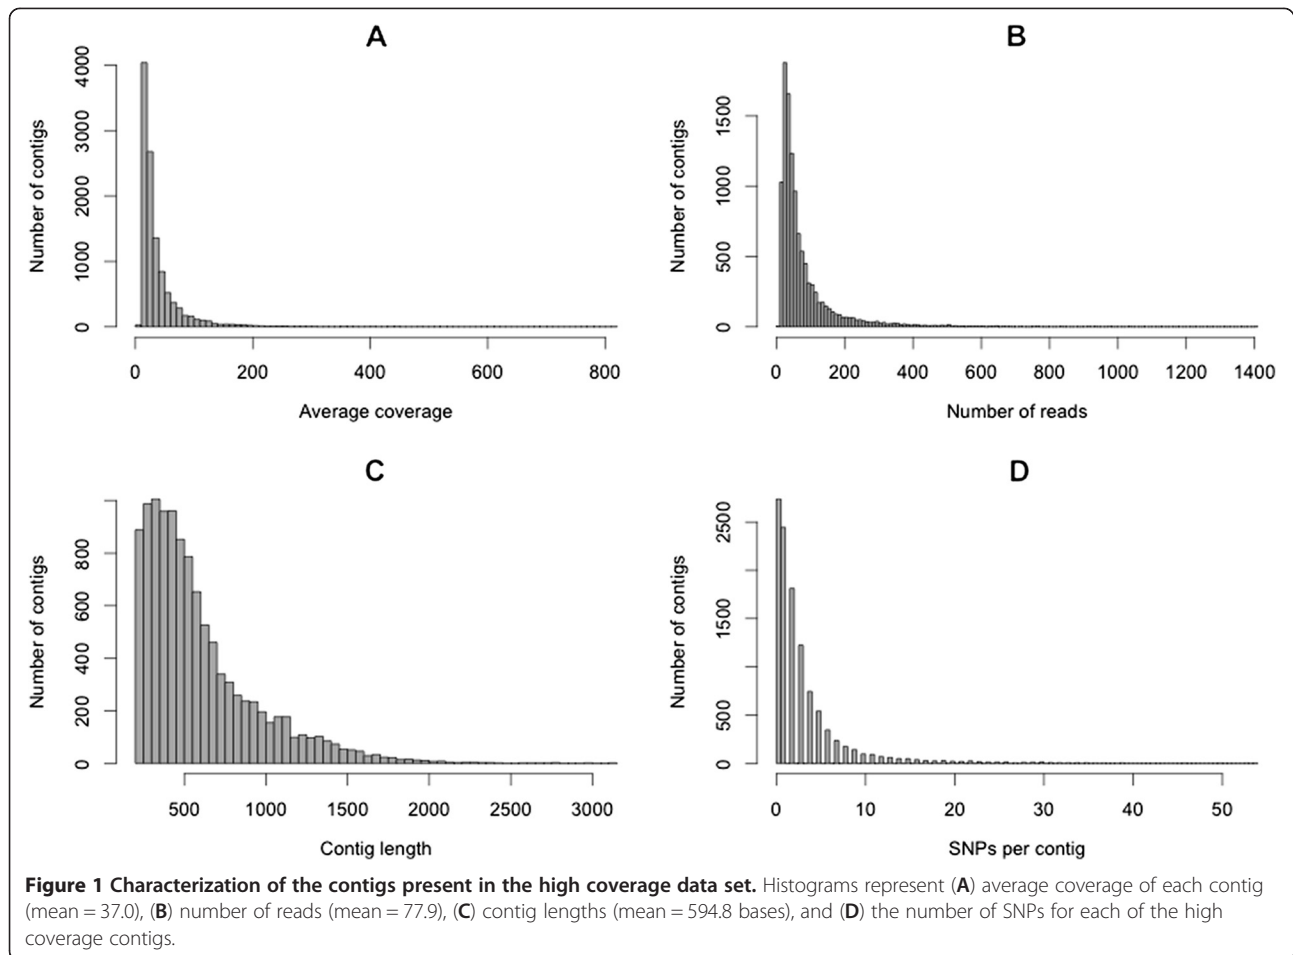 A
Number of contigs
4000
3000
2000
1000
0
0 200 400 600 800
Average coverage
B
Number of contigs
1500
1000
500
0
0 200 400 600 800 1000 1200 1400
Number of reads
C
Number of contigs
800
600
400
200
0
500 1000 1500 2000 2500 3000
Contig length
D
Number of contigs
2500
1500
500
0
0 10 20 30 40 50
SNPs per contig
Figure 1 Characterization of the contigs present in the high coverage data set. Histograms represent (A) average coverage of each contig
(mean = 37.0), (B) number of reads (mean = 77.9), (C) contig lengths (mean = 594.8 bases), and (D) the number of SNPs for each of the high
coverage contigs.